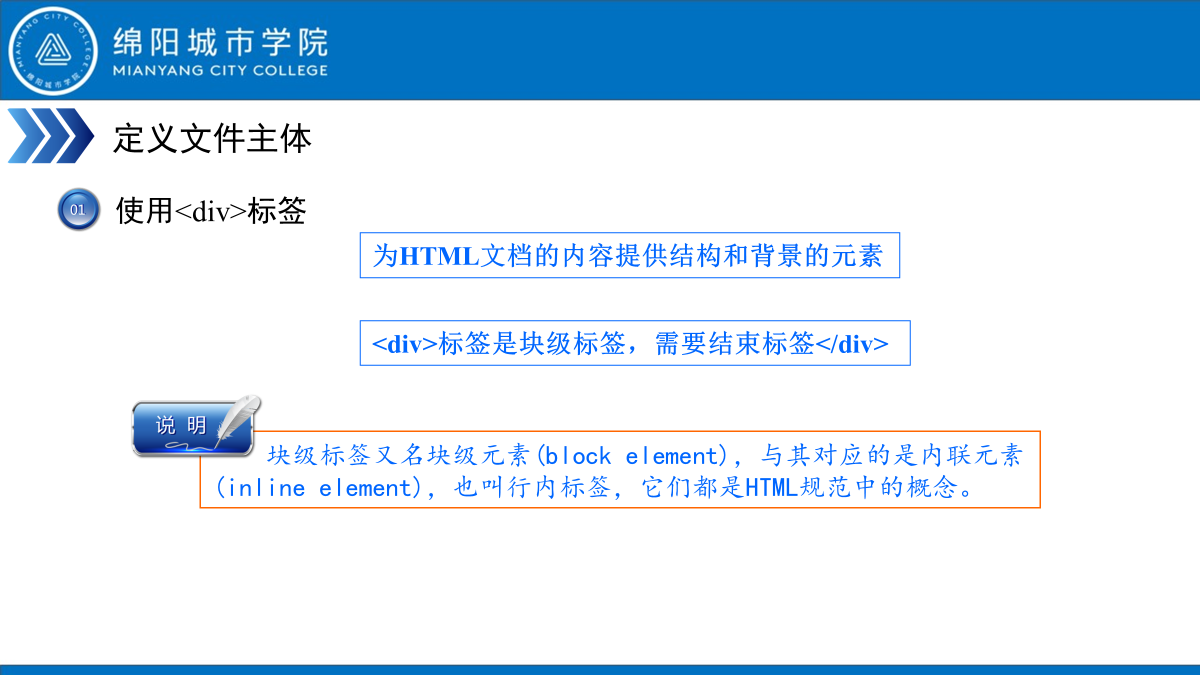 MIANYANG CITY COLLEGE
绵阳城市学院
绵阳城市学院
MIANYANG CITY COLLEGE
定义文件主体
01
使用<div>标签
为HTML文档的内容提供结构和背景的元素
<div>标签是块级标签，需要结束标签</div>
说 明
块级标签又名块级元素(block element)，与其对应的是内联元素
(inline element)，也叫行内标签，它们都是HTML规范中的概念。